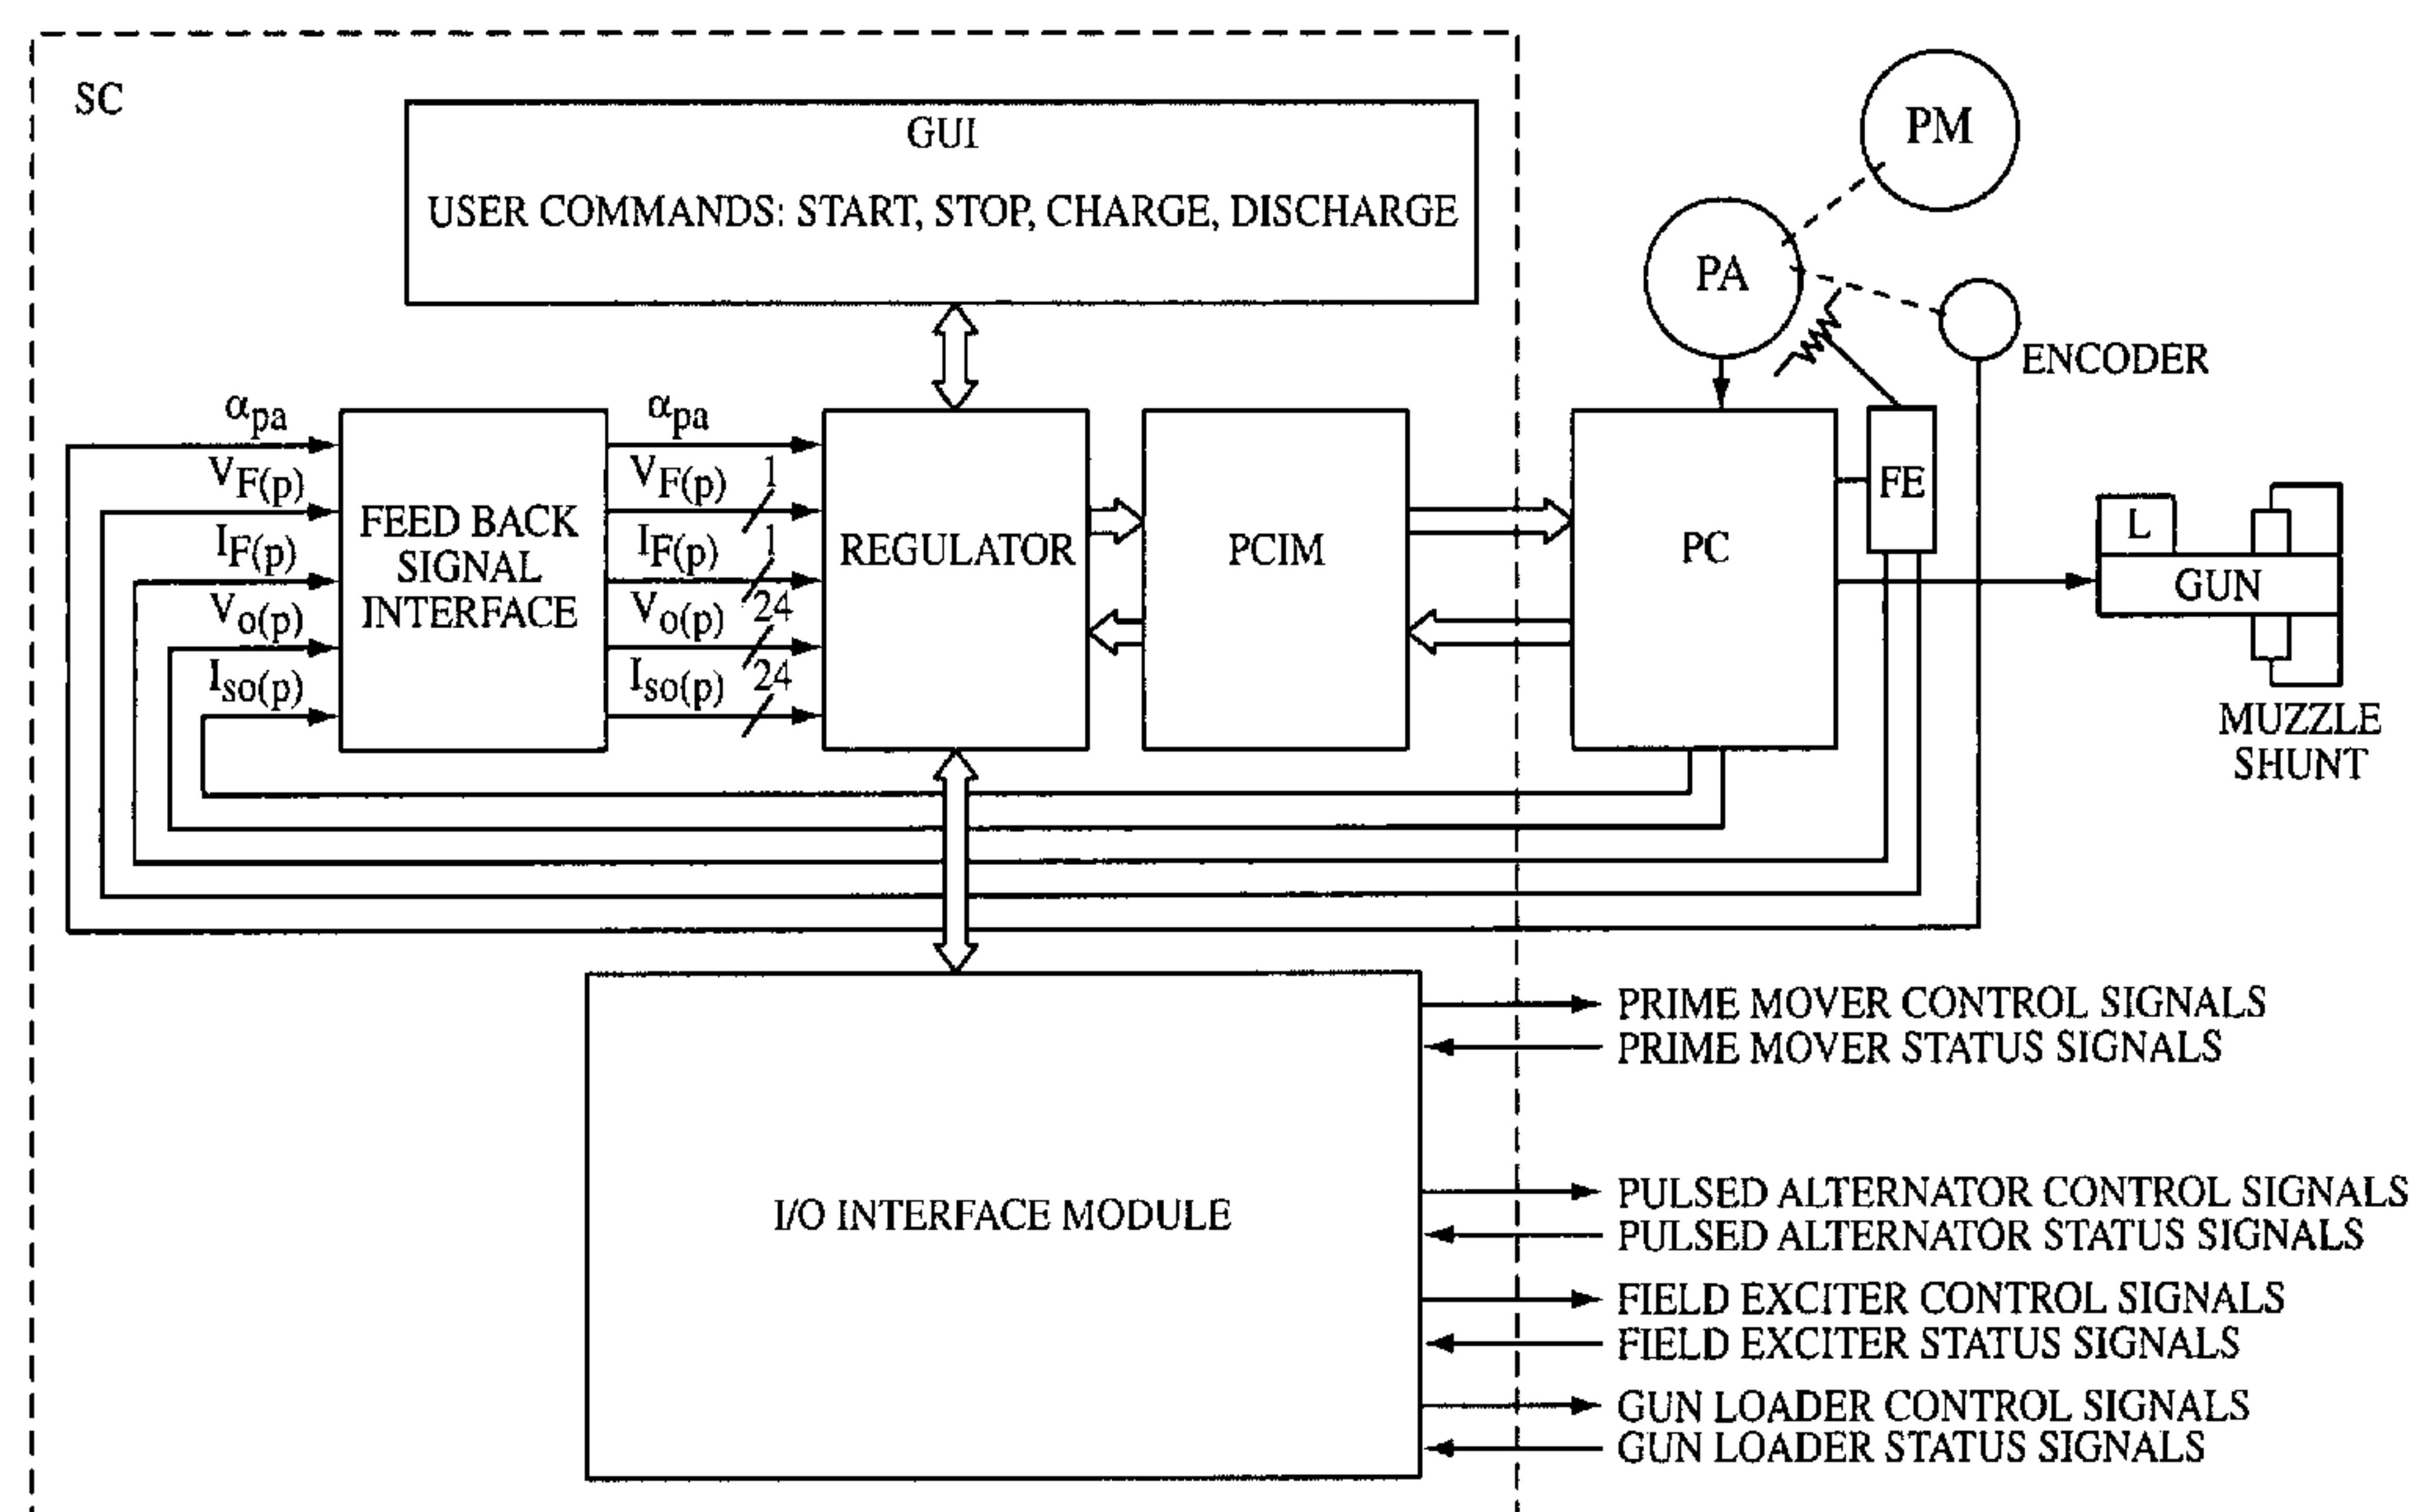 SC
GUI
USER COMMANDS: START, STOP, CHARGE, DISCHARGE
PM
PA
ENCODER
αpa
VF(p)
IF(p)
Vo(p)
Iso(p)
FEED BACK
SIGNAL
INTERFACE
αpa
VF(p) 1
IF(p) 1
Vo(p) 24
Iso(p) 24
REGULATOR
PCIM
PC
FE
L
GUN
MUZZLE
SHUNT
I/O INTERFACE MODULE
PRIME MOVER CONTROL SIGNALS
PRIME MOVER STATUS SIGNALS
PULSED ALTERNATOR CONTROL SIGNALS
PULSED ALTERNATOR STATUS SIGNALS
FIELD EXCITER CONTROL SIGNALS
FIELD EXCITER STATUS SIGNALS
GUN LOADER CONTROL SIGNALS
GUN LOADER STATUS SIGNALS